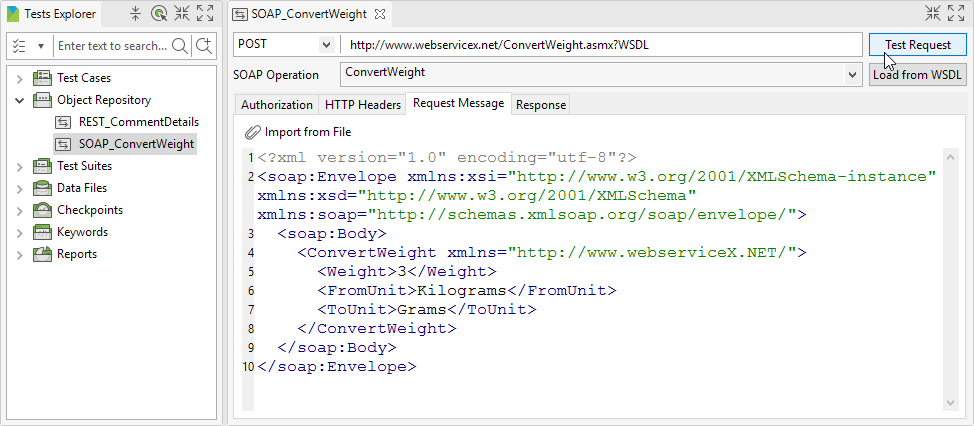 Tests Explorer
Enter text to search...
Test Cases
Object Repository
REST_CommentDetails
SOAP_ConvertWeight
Test Suites
Data Files
Checkpoints
Keywords
Reports
SOAP_ConvertWeight
POST http://www.webservicex.net/ConvertWeight.asmx?WSDL Test Request
SOAP Operation ConvertWeight Load from WSDL
Authorization HTTP Headers Request Message Response
Import from File
1 <?xml version="1.0" encoding="utf-8"?>
2 <soap:Envelope xmlns:xsi="http://www.w3.org/2001/XMLSchema-instance"
xmlns:xsd="http://www.w3.org/2001/XMLSchema"
xmlns:soap="http://schemas.xmlsoap.org/soap/envelope/">
3 <soap:Body>
4 <ConvertWeight xmlns="http://www.webserviceX.NET/">
5 <Weight>3</Weight>
6 <FromUnit>Kilograms</FromUnit>
7 <ToUnit>Grams</ToUnit>
8 </ConvertWeight>
9 </soap:Body>
10 </soap:Envelope>